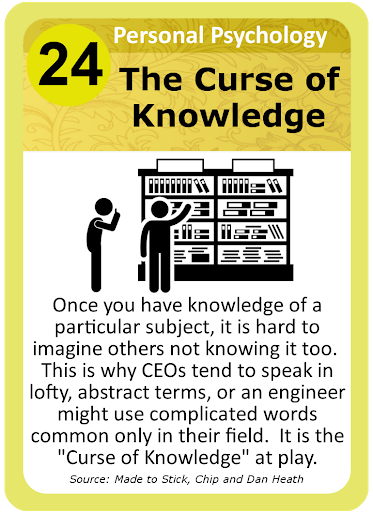 Personal Psychology
24
The Curse of
Knowledge
Once you have knowledge of a
particular subject, it is hard to
imagine others not knowing it too.
This is why CEOs tend to speak in
lofty, abstract terms, or an engineer
might use complicated words
common only in their field.  It is the
"Curse of Knowledge" at play.
Source: Made to Stick, Chip and Dan Heath